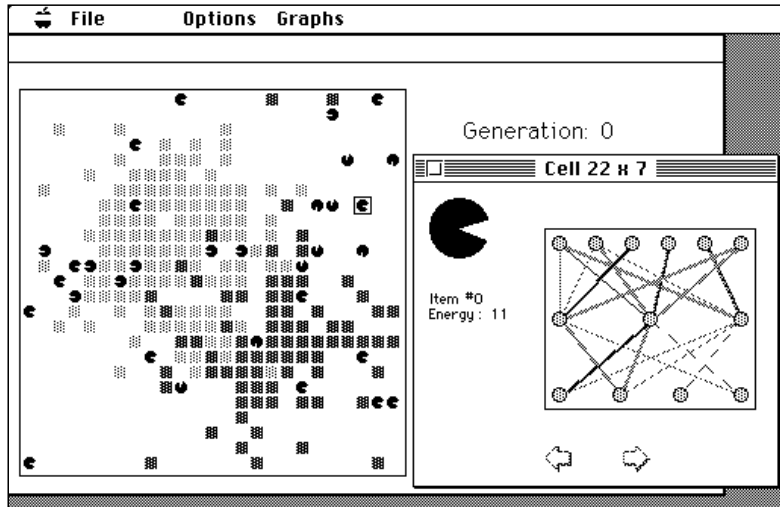 File Options Graphs
Generation: 0
Cell 22 x 7
Item #0
Energy : 11